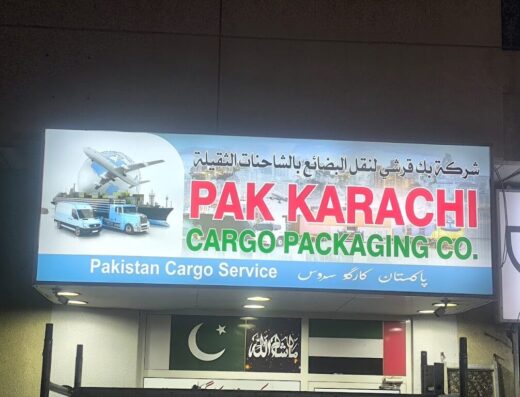 شركة بك قرشي لنقل البضائع بالشاحنات الثقيلة
PAK KARACHI
CARGO PACKAGING CO.
Pakistan Cargo Service پاکستان کارگو سروس
ماشاءالله